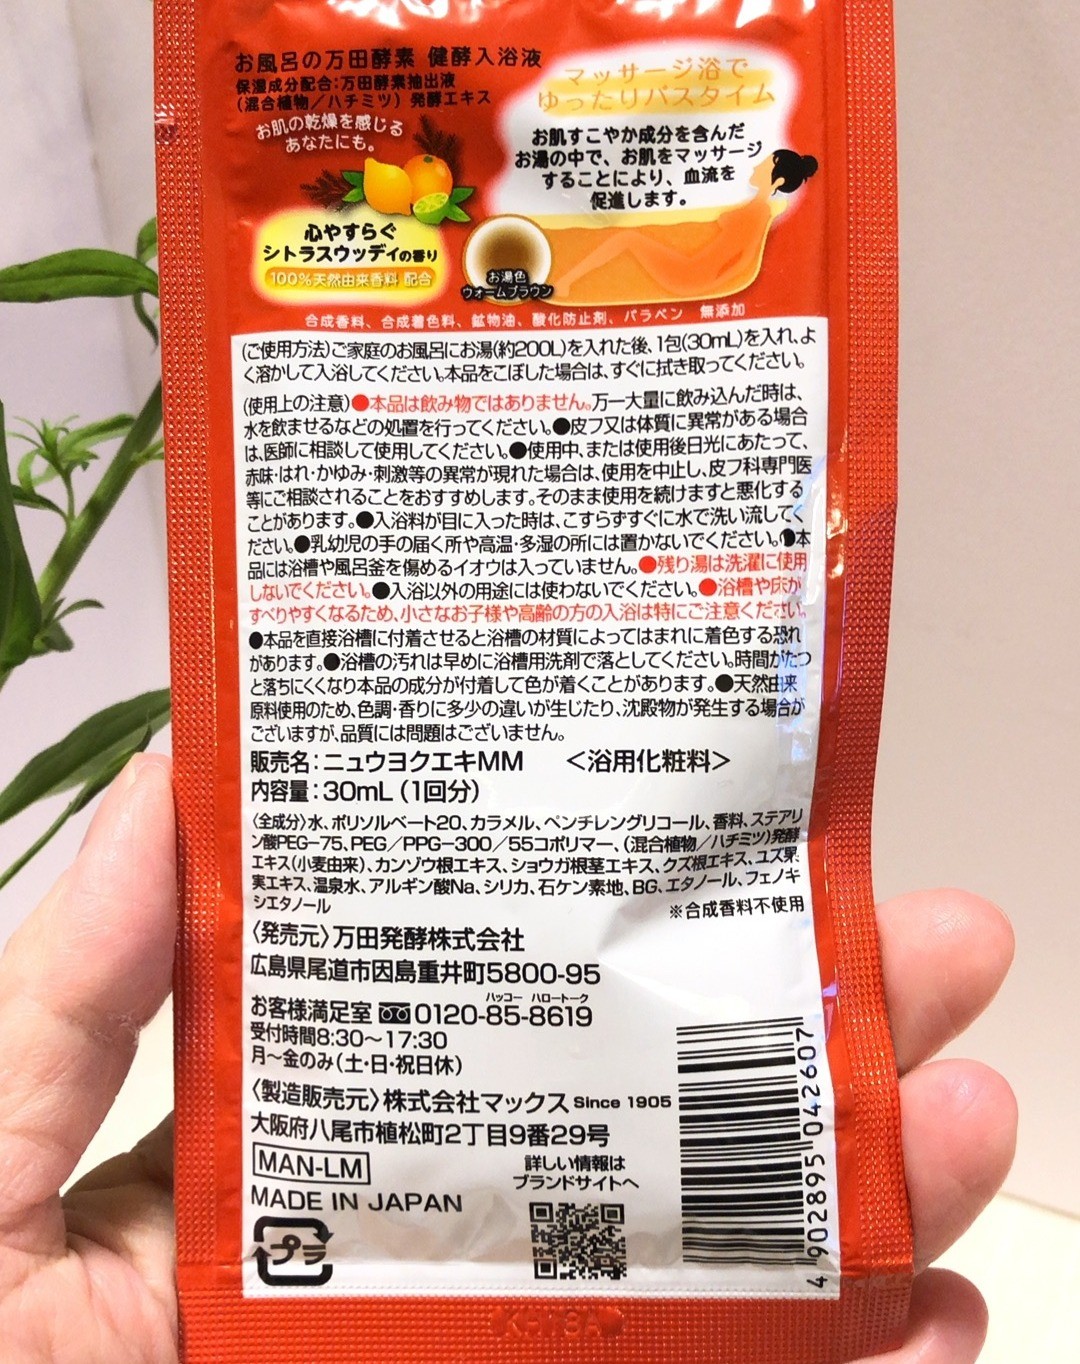 お風呂の万田酵素 健酵入浴液
保湿成分配合:万田酵素抽出液
(混合植物/ハチミツ)発酵エキス
お肌の乾燥を感じる
あなたにも。
マッサージ浴で
ゆったりバスタイム
お肌すこやか成分を含んだ
お湯の中で、お肌をマッサージ
することにより、血流を
促進します。
心やすらぐ
シトラスウッディの香り
100%天然由来香料 配合
お湯色
ウォームブラウン
合成香料、合成着色料、鉱物油、酸化防止剤、パラベン 無添加
(ご使用方法)ご家庭のお風呂にお湯(約200L)を入れた後、1包(30mL)を入れ、よ
く溶かして入浴してください。本品をこぼした場合は、すぐに拭き取ってください。
(使用上の注意)●本品は飲み物ではありません。万一大量に飲み込んだ時は、
水を飲ませるなどの処置を行ってください。●皮フ又は体質に異常がある場合
は、医師に相談して使用してください。●使用中、または使用後日光にあたって、
赤味・はれ・かゆみ・刺激等の異常が現れた場合は、使用を中止し、皮フ科専門医
等にご相談されることをおすすめします。そのまま使用を続けますと悪化する
ことがあります。●入浴料が目に入った時は、こすらずすぐに水で洗い流してく
ださい。●乳幼児の手の届く所や高温・多湿の所には置かないでください。●本
品には浴槽や風呂釜を傷めるイオウは入っていません。●残り湯は洗濯に使用
しないでください。●入浴以外の用途には使わないでください。●浴槽や床が
すべりやすくなるため、小さなお子様や高齢の方の入浴は特にご注意ください。
●本品を直接浴槽に付着させると浴槽の材質によってはまれに着色する恐れ
があります。●浴槽の汚れは早めに浴槽用洗剤で落としてください。時間がたつ
と落ちにくくなり本品の成分が付着して色が着くことがあります。●天然由来
原料使用のため、色調・香りに多少の違いが生じたり、沈殿物が発生する場合が
ございますが、品質には問題はございません。
販売名:ニュウヨクエキMM <浴用化粧料>
内容量:30mL(1回分)
〈全成分〉水、ポリソルベート20、カラメル、ペンチレングリコール、香料、ステアリ
ン酸PEG-75、PEG/PPG-300/55コポリマー、(混合植物/ハチミツ)発酵
エキス(小麦由来)、カンゾウ根エキス、ショウガ根茎エキス、クズ根エキス、ユズ果
実エキス、温泉水、アルギン酸Na、シリカ、石ケン素地、BG、エタノール、フェノキ
シエタノール
※合成香料不使用
〈発売元〉万田発酵株式会社
広島県尾道市因島重井町5800-95
ハッコー ハロートーク
お客様満足室 0120-85-8619
受付時間8:30〜17:30
月〜金のみ(土・日・祝日休)
〈製造販売元〉株式会社マックス Since 1905
大阪府八尾市植松町2丁目9番29号
MAN-LM
MADE IN JAPAN
プラ
詳しい情報は
ブランドサイトへ
4 902895 042607